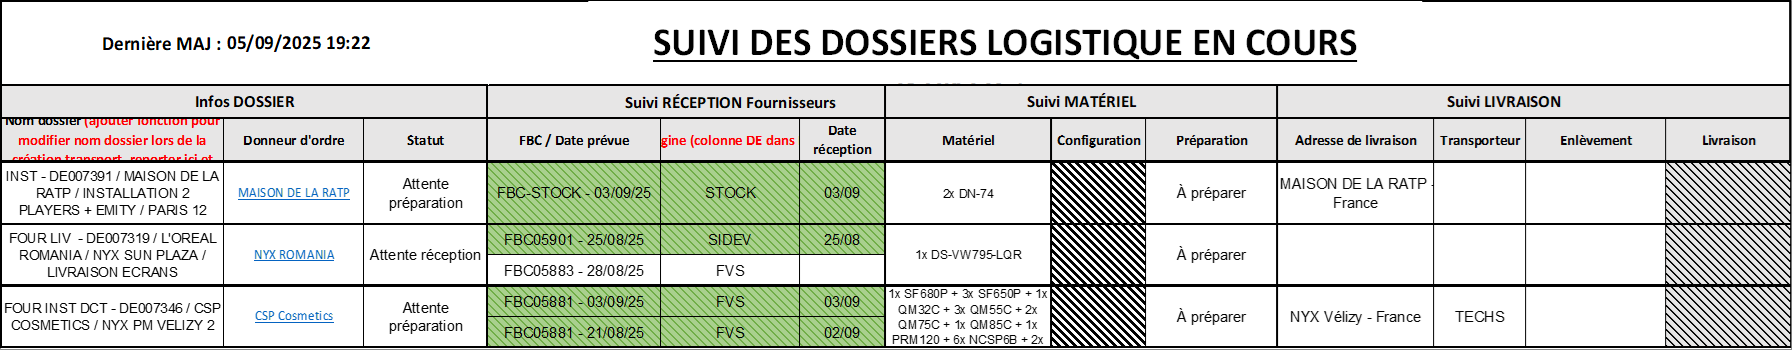 Dernière MAJ : 05/09/2025 19:22
SUIVI DES DOSSIERS LOGISTIQUE EN COURS
Infos DOSSIER
Suivi RÉCEPTION Fournisseurs
Suivi MATÉRIEL
Suivi LIVRAISON
Nom dossier (ajouter fonction pour
modifier nom dossier lors de la
création transport, reporter ici et
Donneur d'ordre
Statut
FBC / Date prévue
gine (colonne DE dans
Date
réception
Matériel
Configuration
Préparation
Adresse de livraison
Transporteur
Enlèvement
Livraison
INST - DE007391 / MAISON DE LA
RATP / INSTALLATION 2
PLAYERS + EMITY / PARIS 12
MAISON DE LA RATP
Attente
préparation
FBC-STOCK - 03/09/25
STOCK
03/09
2x DN-74
À préparer
MAISON DE LA RATP -
France
FOUR LIV - DE007319 / L'OREAL
ROMANIA / NYX SUN PLAZA /
LIVRAISON ECRANS
NYX ROMANIA
Attente réception
FBC05901 - 25/08/25
SIDEV
25/08
FBC05883 - 28/08/25
FVS
1x DS-VW795-LQR
À préparer
FOUR INST DCT - DE007346 / CSP
COSMETICS / NYX PM VELIZY 2
CSP Cosmetics
Attente
préparation
FBC05881 - 03/09/25
FVS
03/09
FBC05881 - 21/08/25
FVS
02/09
1x SF680P + 3x SF650P + 1x
QM32C + 3x QM55C + 2x
QM75C + 1x QM85C + 1x
PRM120 + 6x NCSP6B + 2x
À préparer
NYX Vélizy - France
TECHS